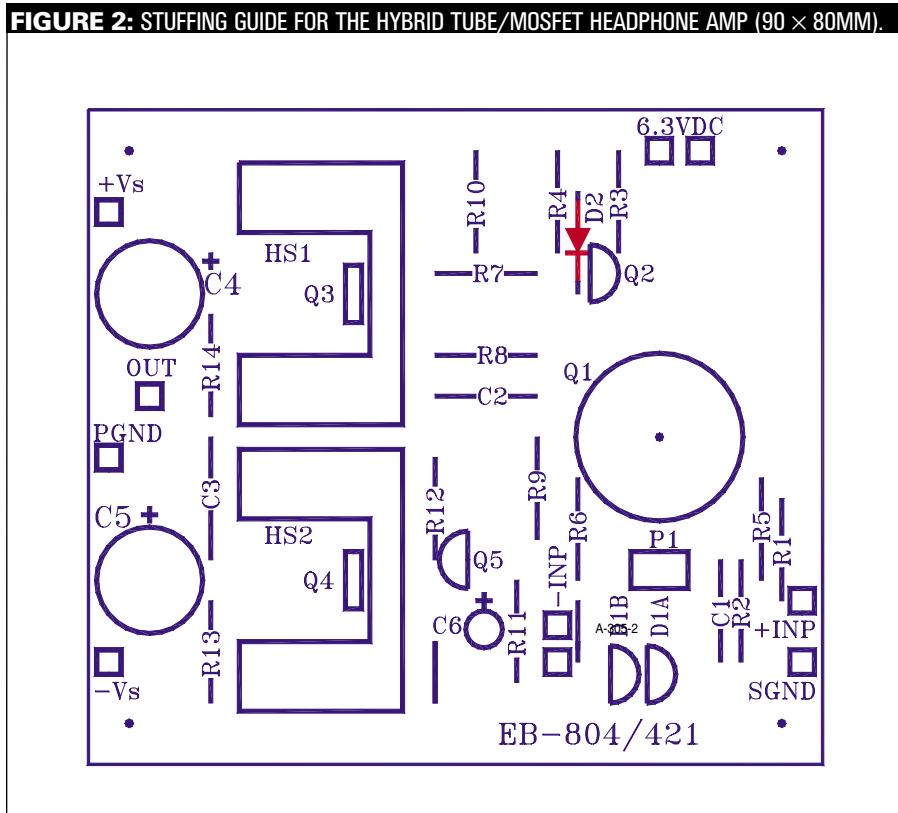 FIGURE 2: STUFFING GUIDE FOR THE HYBRID TUBE/MOSFET HEADPHONE AMP (90 × 80MM).
6.3VDC
+Vs
R10
R4
D2
R3
HS1
Q2
C4
Q3
R7
OUT
R14
R8
Q1
C2
PGND
C3
R9
R12
C5
HS2
R6
R5
R1
P1
Q5
Q4
-INP
C6
R11
D1B
D1A
C1
R2
A-305-2
+INP
R13
-Vs
SGND
EB-804/421